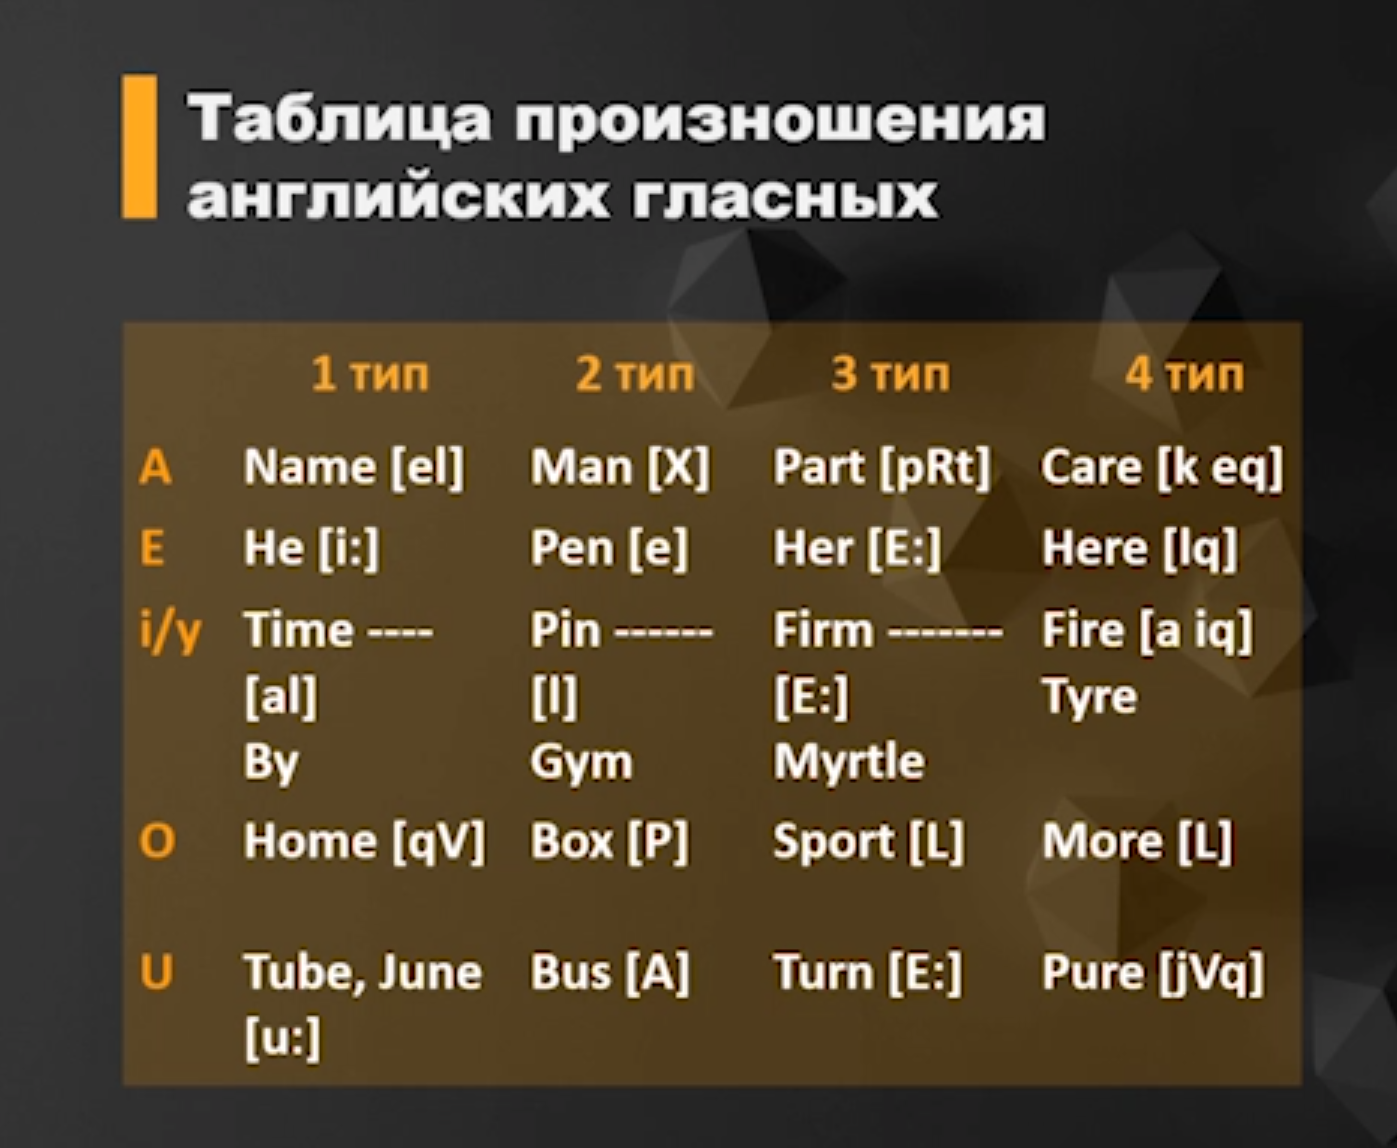 Таблица произношения
английских гласных
1 тип 2 тип 3 тип 4 тип
A Name [el] Man [X] Part [pRt] Care [k eq]
E He [i:] Pen [e] Her [E:] Here [lq]
i/y Time ---- Pin ------ Firm ------- Fire [a iq]
[al] [l] [E:] Tyre
By Gym Myrtle
O Home [qV] Box [P] Sport [L] More [L]
U Tube, June Bus [A] Turn [E:] Pure [jVq]
[u:]